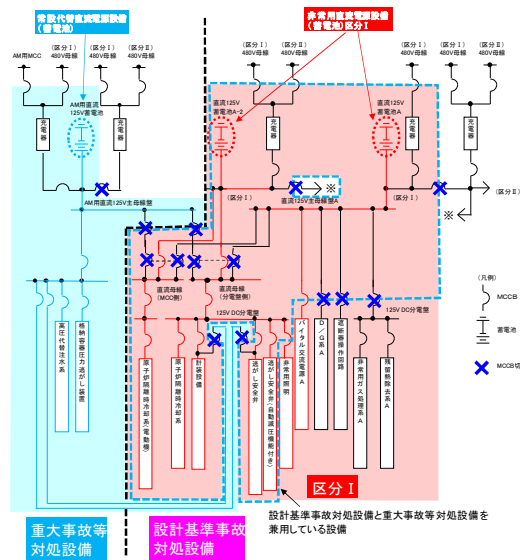 常設代替直流電源設備
(蓄電池)
非常用直流電源設備
(蓄電池)区分Ⅰ
AM用MCC
(区分Ⅰ)
480V母線
(区分Ⅱ)
480V母線
(区分Ⅰ)
480V母線
(区分Ⅱ)
480V母線
(区分Ⅰ)
480V母線
(区分Ⅱ)
480V母線
AM用直流
125V蓄電池
直流125V
蓄電池A-2
直流125V
蓄電池A
充電器
充電器
充電器
充電器
充電器
※
(区分Ⅰ)
直流125V主母線盤A
(区分Ⅰ)
(区分Ⅱ)
※
AM用直流125V主母線盤
直流母線
(MCC側)
直流母線
(分電盤側)
125V DC分電盤
125V DC分電盤
(凡例)
MCCB
蓄電池
MCCB切
高圧代替注水系
格納容器圧力逃がし装置
原子炉隔離時冷却系(電動機)
原子炉隔離時冷却系
計装設備
逃がし安全弁
逃がし安全弁(自動減圧機能付き)
非常用照明
バイタル交流電源A
D/G系A
遮断器操作回路
非常用ガス処理系A
残留熱除去系A
区分Ⅰ
設計基準事故対処設備と重大事故等対処設備を
兼用している設備
重大事故等
対処設備
設計基準事故
対処設備